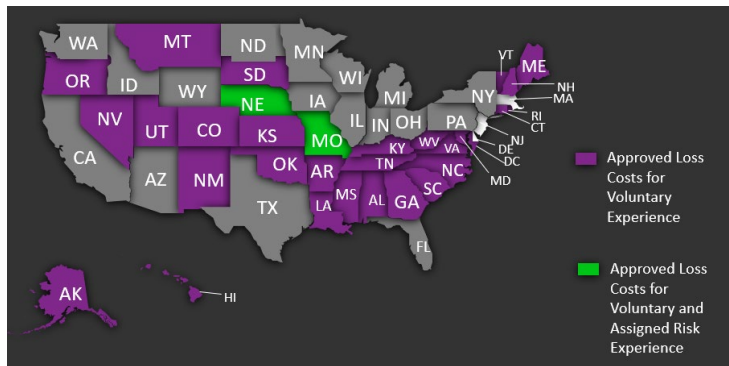 WA
MT
ND
MN
VT
ME
OR
ID
SD
WI
NH
MA
WY
MI
NY
NE
IA
RI
CT
NV
IL
IN
OH
PA
NJ
UT
CO
KS
MO
WV
DE
DC
CA
KY
VA
MD
OK
AR
TN
NC
AZ
NM
SC
TX
LA
MS
AL
GA
FL
AK
HI
Approved Loss
Costs for
Voluntary
Experience
Approved Loss
Costs for
Voluntary and
Assigned Risk
Experience